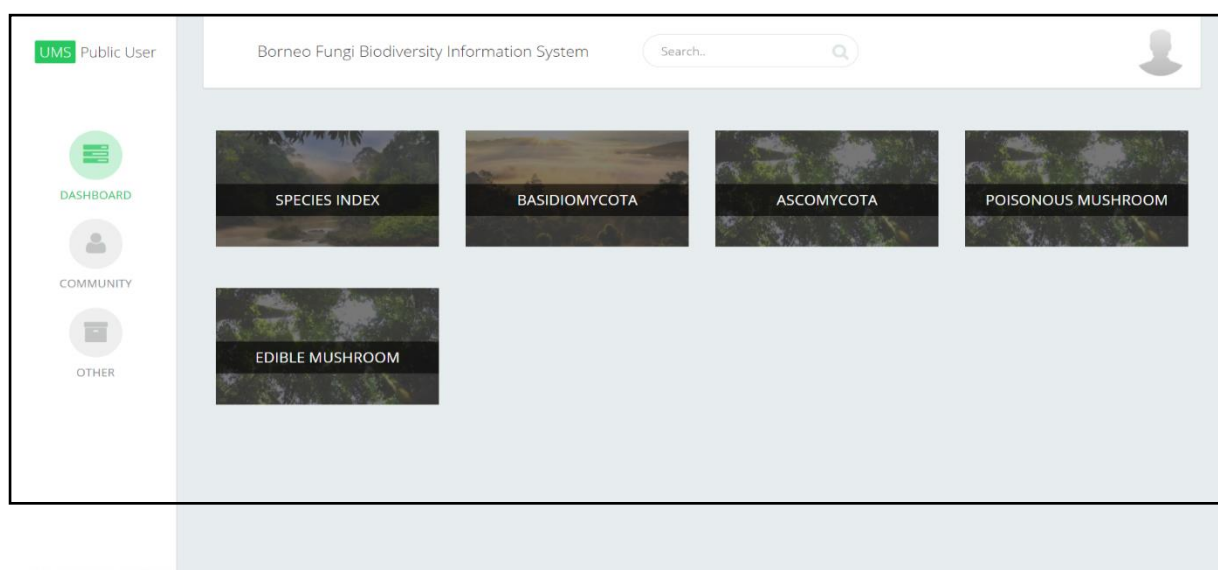 UMS Public User
Borneo Fungi Biodiversity Information System
Search..
DASHBOARD
COMMUNITY
OTHER
SPECIES INDEX
BASIDIOMYCOTA
ASCOMYCOTA
POISONOUS MUSHROOM
EDIBLE MUSHROOM